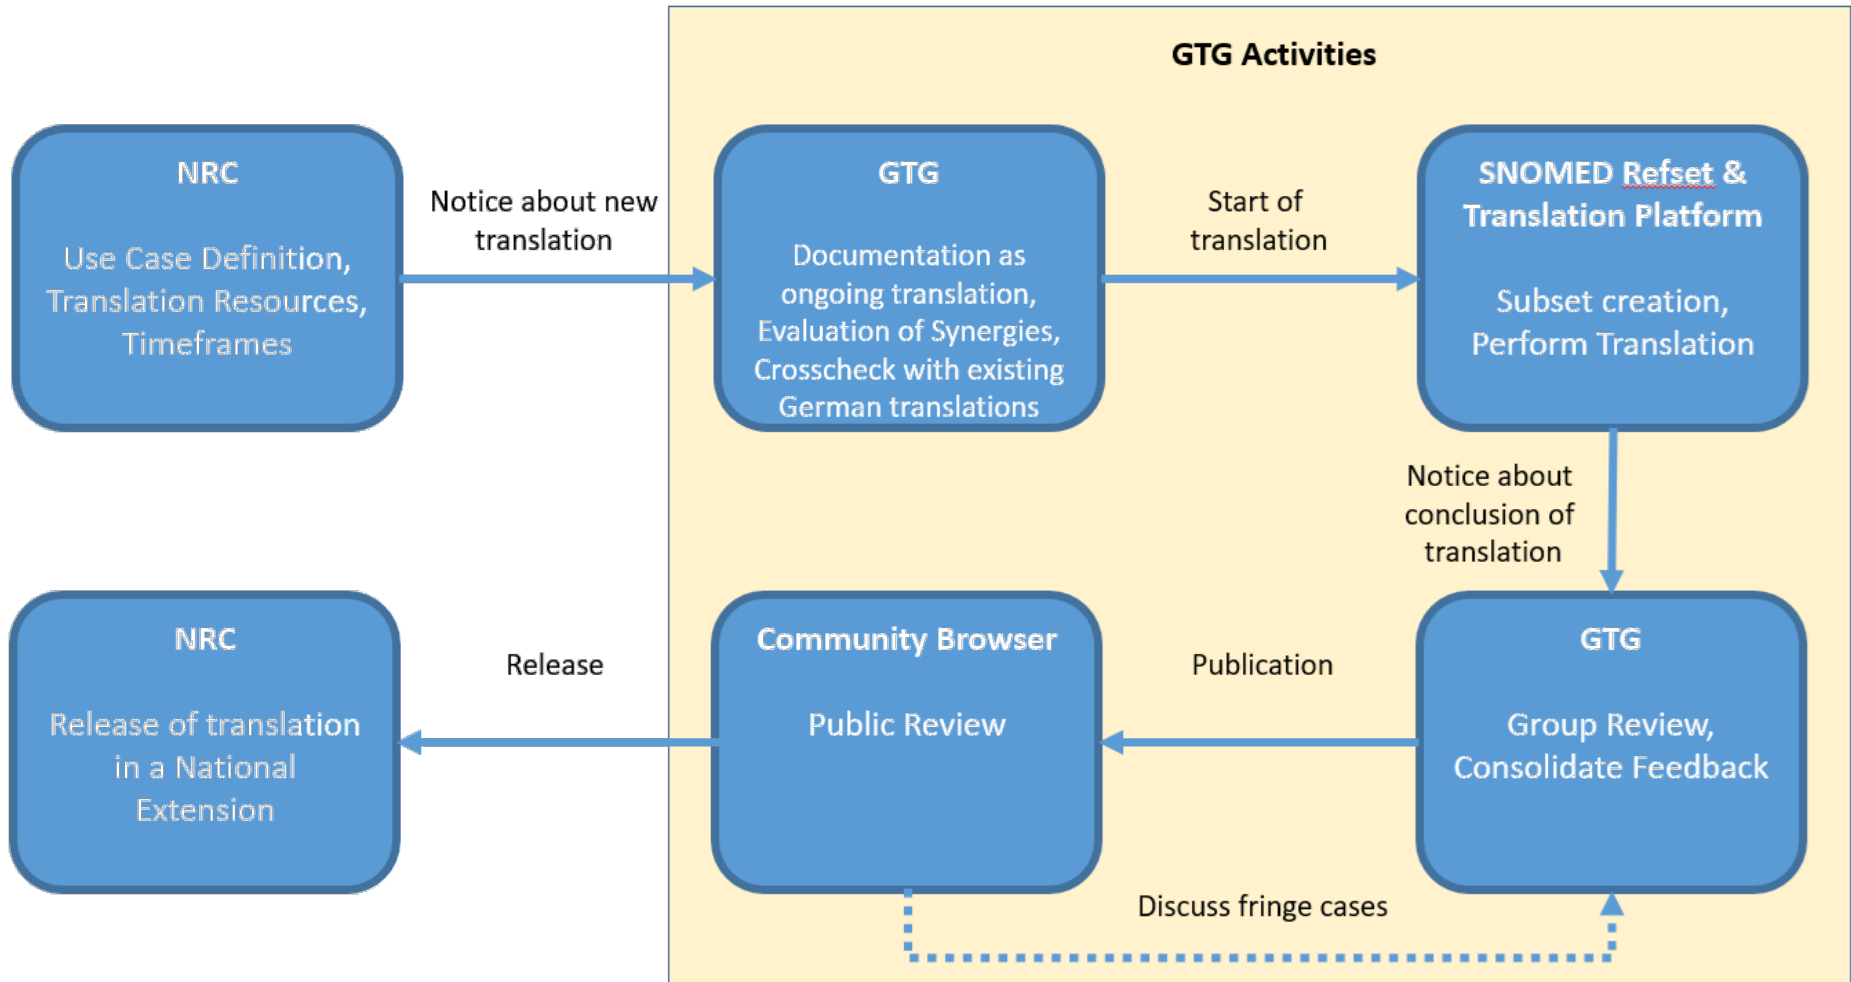 GTG Activities
NRC
Use Case Definition,
Translation Resources,
Timeframes
Notice about new
translation
GTG
Documentation as
ongoing translation,
Evaluation of Synergies,
Crosscheck with existing
German translations
Start of
translation
SNOMED Refset &
Translation Platform
Subset creation,
Perform Translation
Notice about
conclusion of
translation
GTG
Group Review,
Consolidate Feedback
Publication
Community Browser
Public Review
Release
NRC
Release of translation
in a National
Extension
Discuss fringe cases